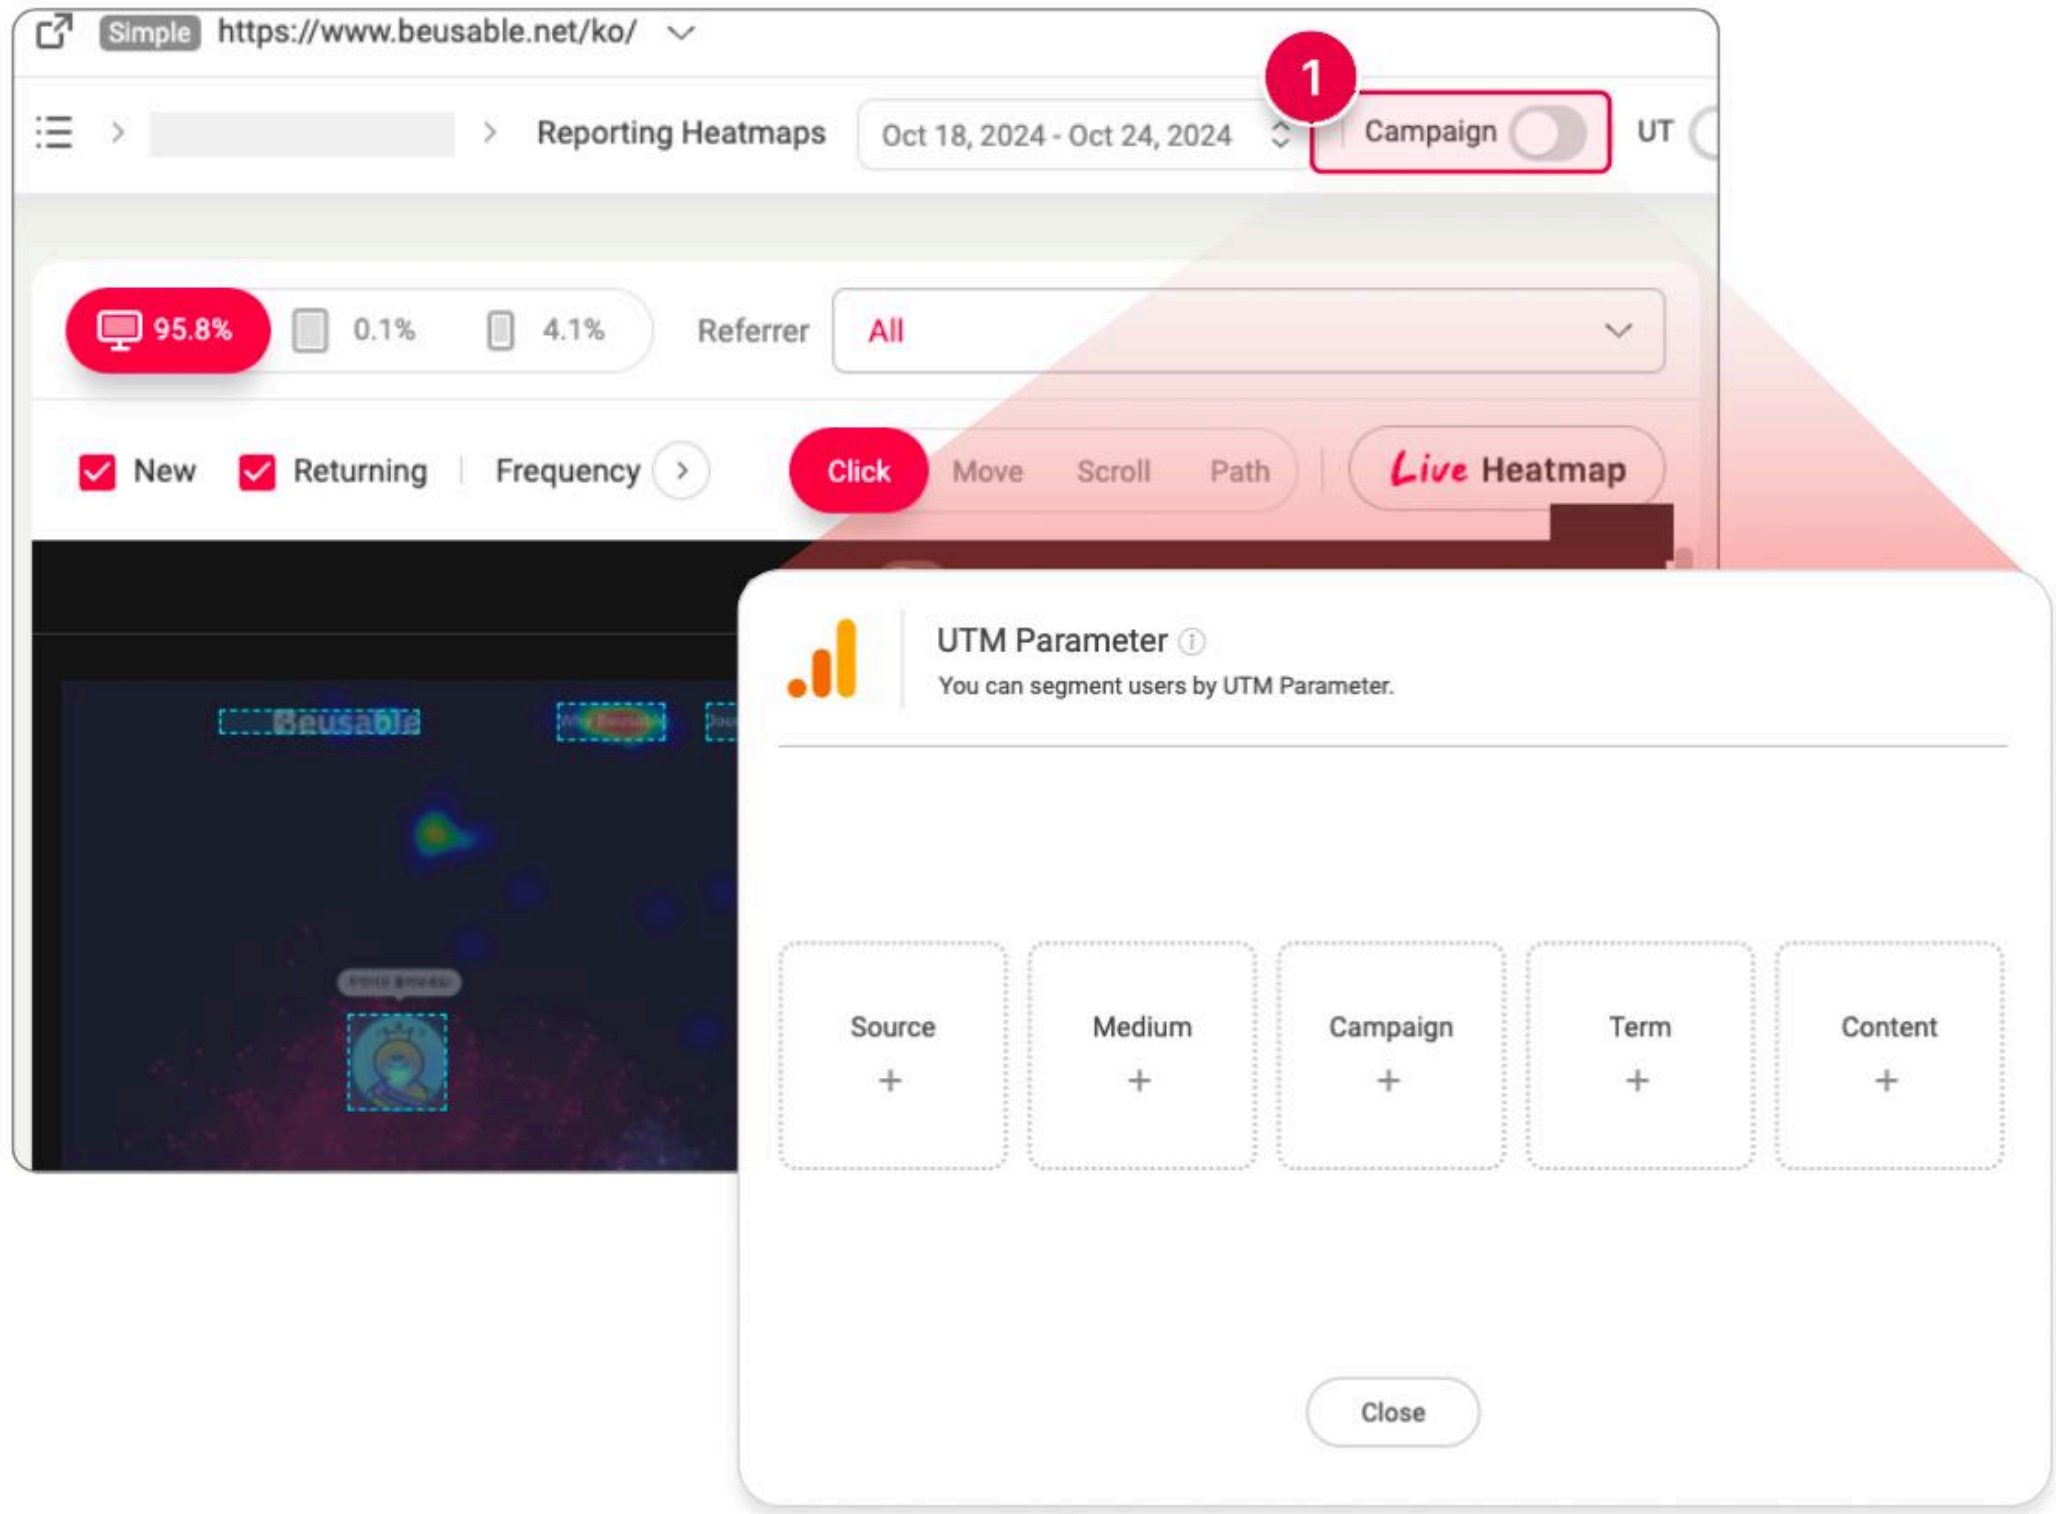 Simple https://www.beusable.net/ko/
1
Reporting Heatmaps Oct 18, 2024 - Oct 24, 2024 Campaign UT
95.8% 0.1% 4.1% Referrer All
New Returning Frequency Click Move Scroll Path Live Heatmap
UTM Parameter
You can segment users by UTM Parameter.
Beusable Why Beusable
Source Medium Campaign Term Content
+ + + + +
Close